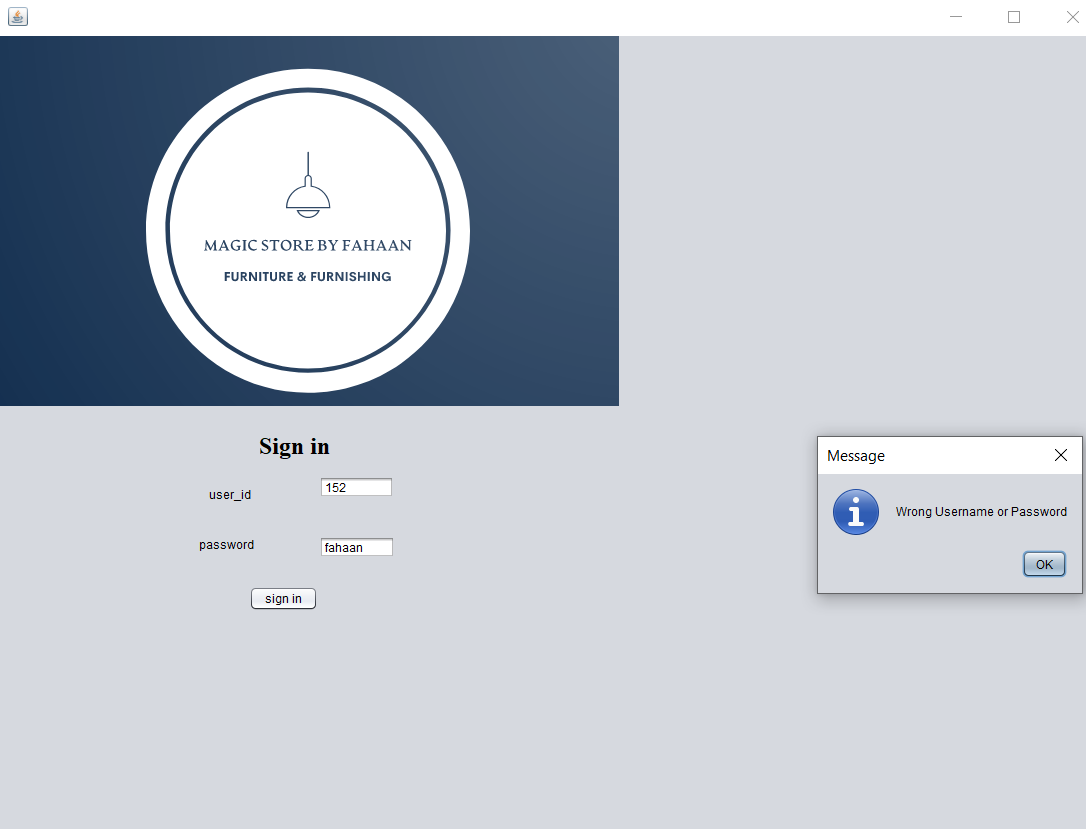 MAGIC STORE BY FAHAAN
FURNITURE & FURNISHING
Sign in
user_id
152
password
fahaan
sign in
Message
Wrong Username or Password
OK